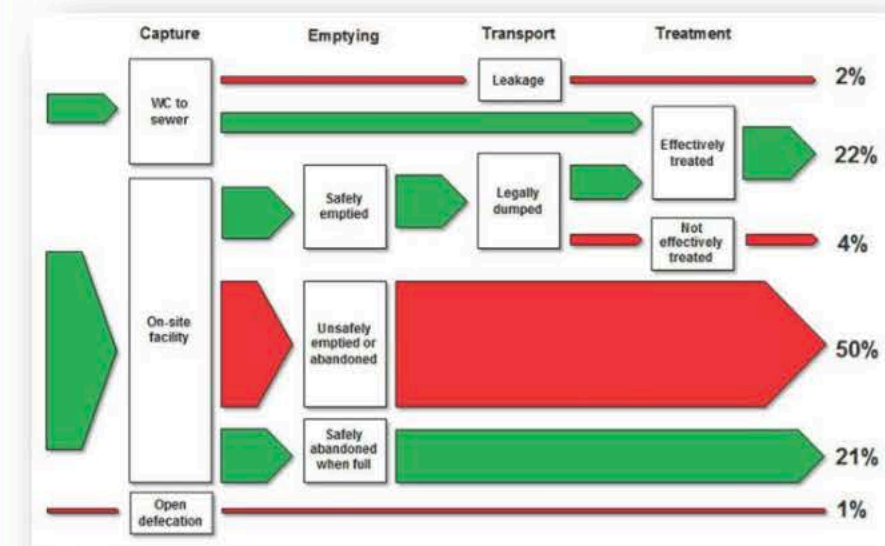 Capture
Emptying
Transport
Treatment
WC to
sewer
Leakage
2%
Effectively
treated
22%
Safely
emptied
Legally
dumped
Not
effectively
treated
4%
On-site
facility
Unsafely
emptied or
abandoned
50%
Safely
abandoned
when full
21%
Open
defecation
1%